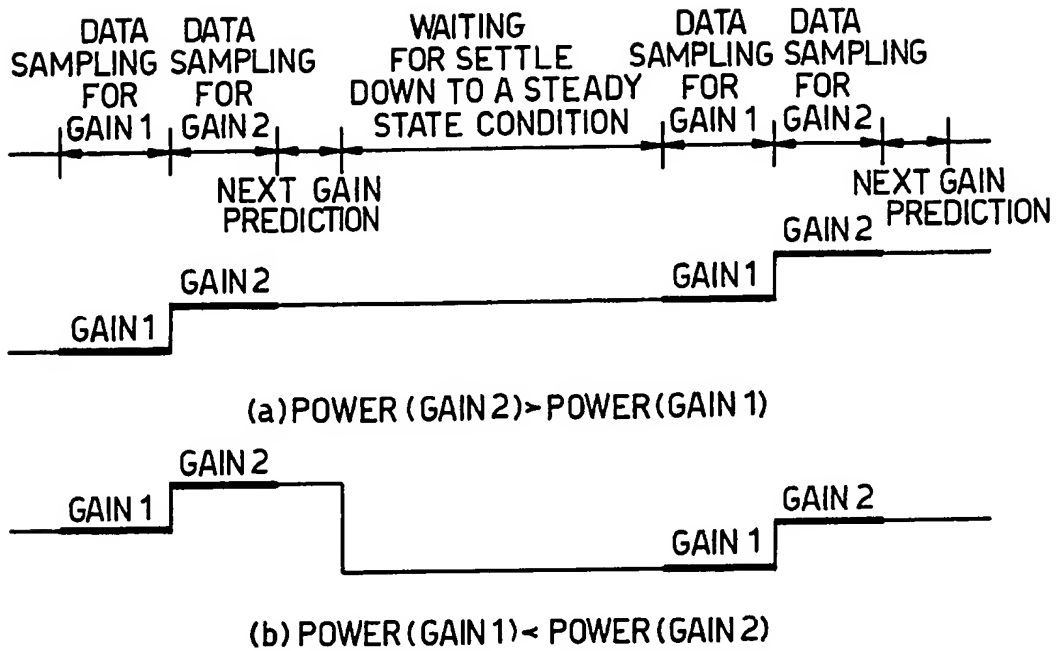 DATA
SAMPLING
FOR
GAIN 1
DATA
SAMPLING
FOR
GAIN 2
WAITING
FOR SETTLE
DOWN TO A STEADY
STATE CONDITION
DATA
SAMPLING
FOR
GAIN 1
DATA
SAMPLING
FOR
GAIN 2
NEXT GAIN
PREDICTION
NEXT GAIN
PREDICTION
GAIN 1
GAIN 2
GAIN 1
GAIN 2
(a) POWER (GAIN 2) > POWER (GAIN 1)
GAIN 1
GAIN 2
GAIN 1
GAIN 2
(b) POWER (GAIN 1) < POWER (GAIN 2)